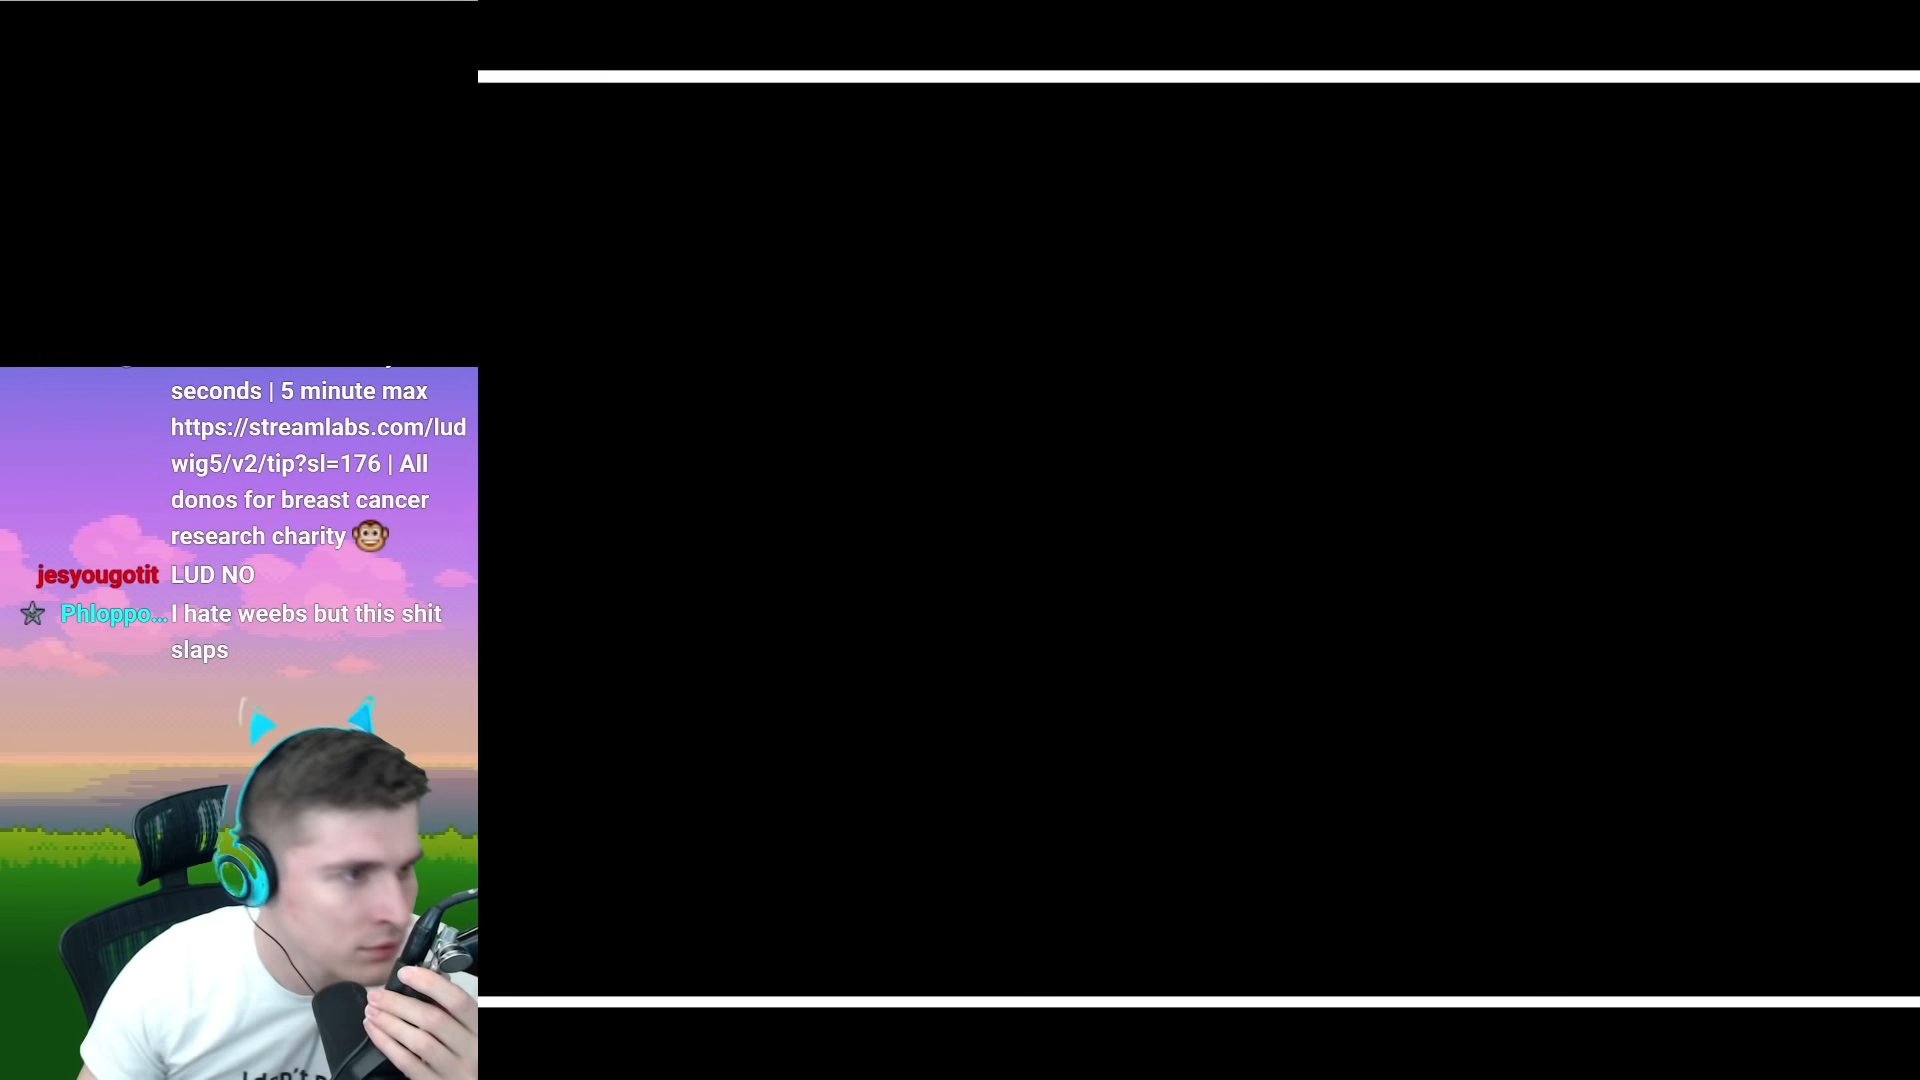 seconds | 5 minute max
https://streamlabs.com/lud
wig5/v2/tip?sl=176 | All
donos for breast cancer
research charity 🐵
jesyougotit LUD NO
Phloppo... I hate weebs but this shit
slaps
I don't